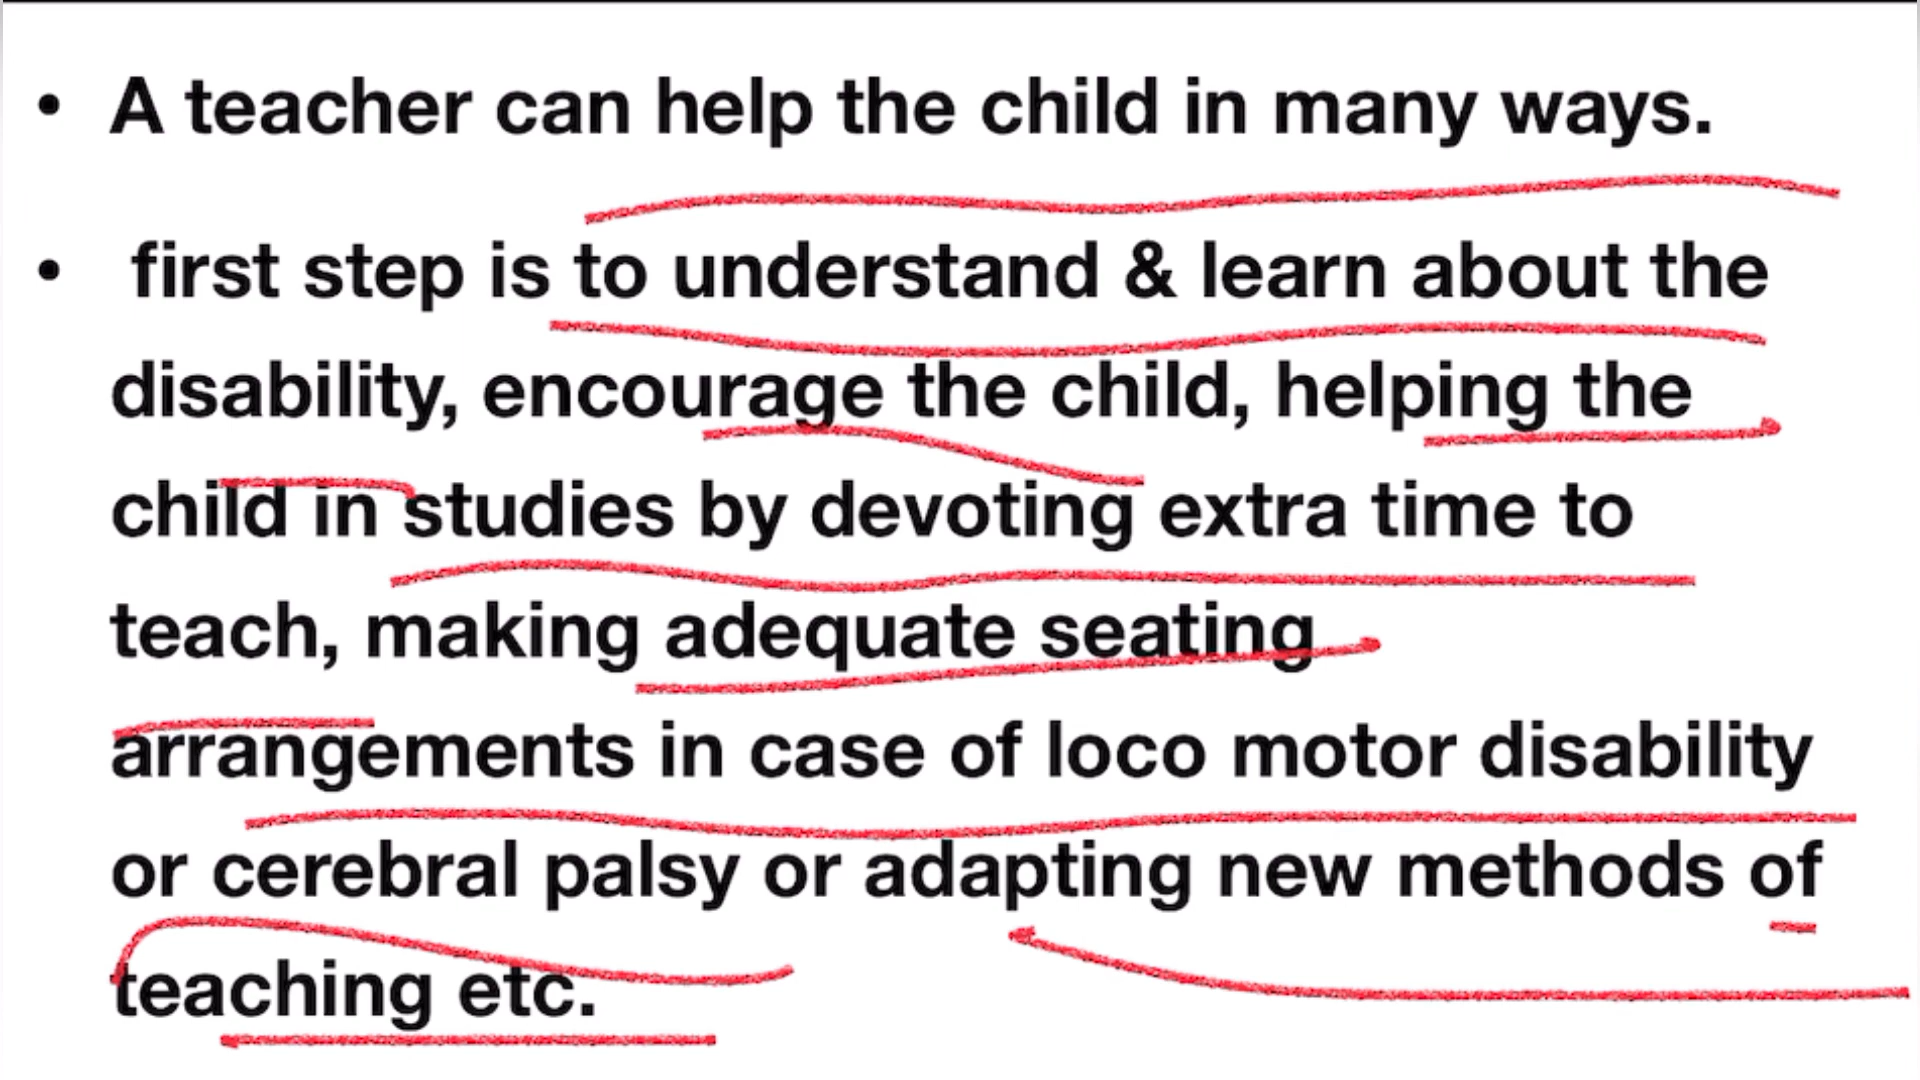 • A teacher can help the child in many ways.
• first step is to understand & learn about the
disability, encourage the child, helping the
child in studies by devoting extra time to
teach, making adequate seating
arrangements in case of loco motor disability
or cerebral palsy or adapting new methods of
teaching etc.